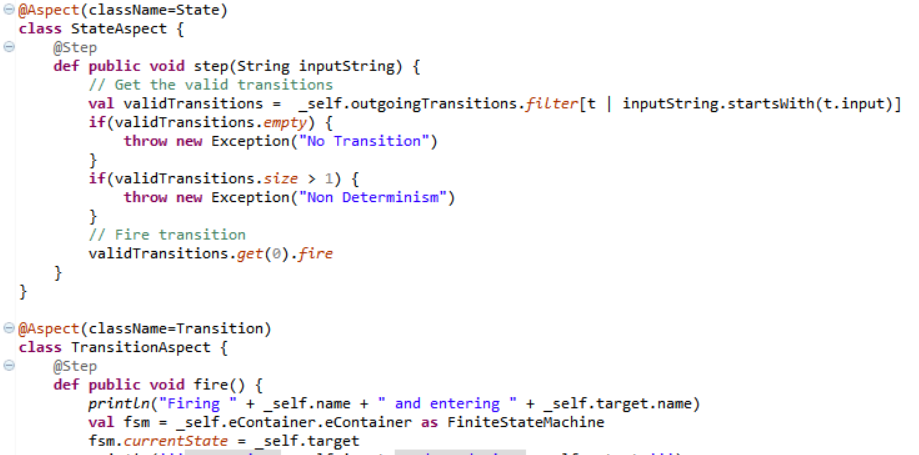 @Aspect(className=State)
class StateAspect {
@Step
def public void step(String inputString) {
// Get the valid transitions
val validTransitions =  _self.outgoingTransitions.filter[t | inputString.startsWith(t.input)]
if(validTransitions.empty) {
throw new Exception("No Transition")
}
if(validTransitions.size > 1) {
throw new Exception("Non Determinism")
}
// Fire transition
validTransitions.get(0).fire
}
}
@Aspect(className=Transition)
class TransitionAspect {
@Step
def public void fire() {
println("Firing " + _self.name + " and entering " + _self.target.name)
val fsm = _self.eContainer.eContainer as FiniteStateMachine
fsm.currentState = _self.target